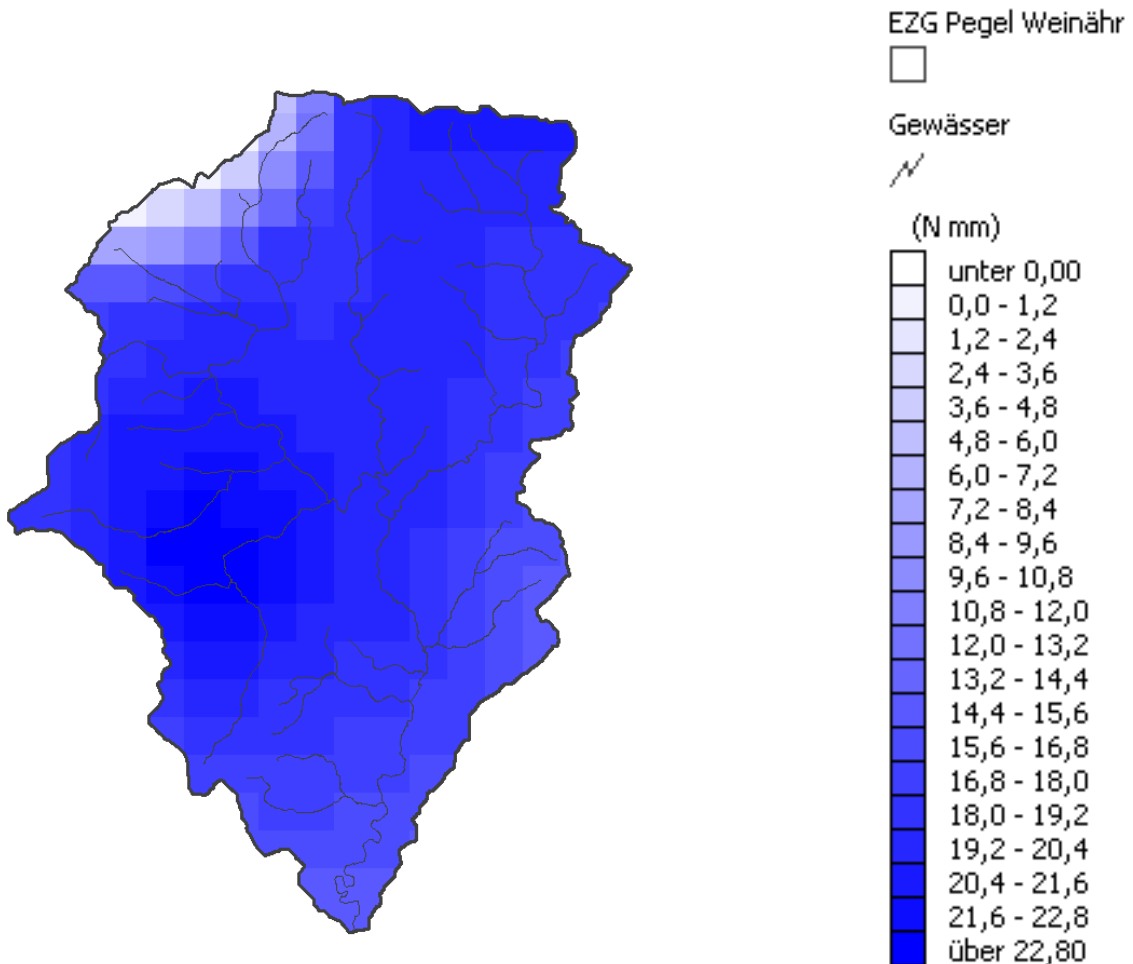 EZG Pegel Weinähr
Gewässer
(N mm)
unter 0,00
0,0 - 1,2
1,2 - 2,4
2,4 - 3,6
3,6 - 4,8
4,8 - 6,0
6,0 - 7,2
7,2 - 8,4
8,4 - 9,6
9,6 - 10,8
10,8 - 12,0
12,0 - 13,2
13,2 - 14,4
14,4 - 15,6
15,6 - 16,8
16,8 - 18,0
18,0 - 19,2
19,2 - 20,4
20,4 - 21,6
21,6 - 22,8
über 22,80